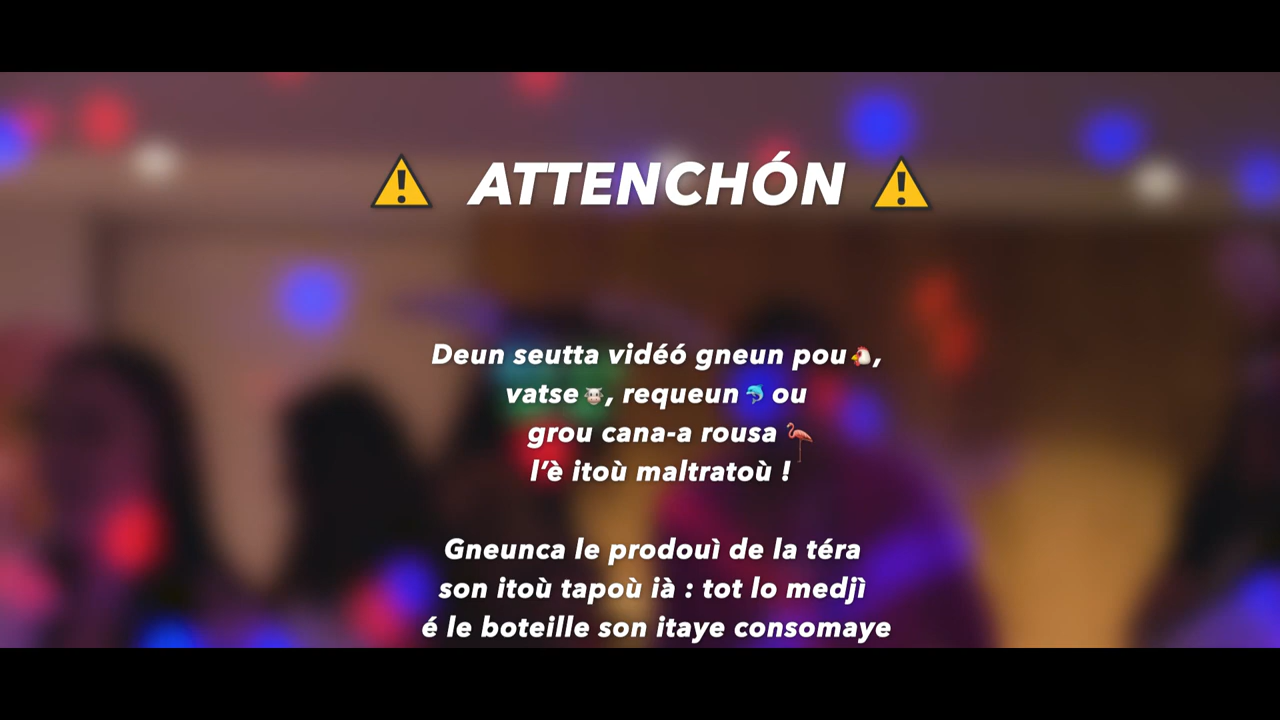 ⚠️ ATTENCHÓN ⚠️
Deun seutta vidéó gneun pou🐔,
vatse🐮, requeun🐬 ou
grou cana-a rousa 🦩
l’è itoù maltratoù !
Gneunca le prodouì de la téra
son itoù tapoù ià : tot lo medjì
é le boteille son itaye consomaye